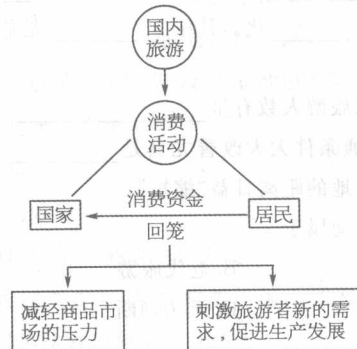 国内
旅游
消费
活动
国家
消费资金
回笼
居民
减轻商品市
场的压力
刺激旅游者新的需
求,促进生产发展